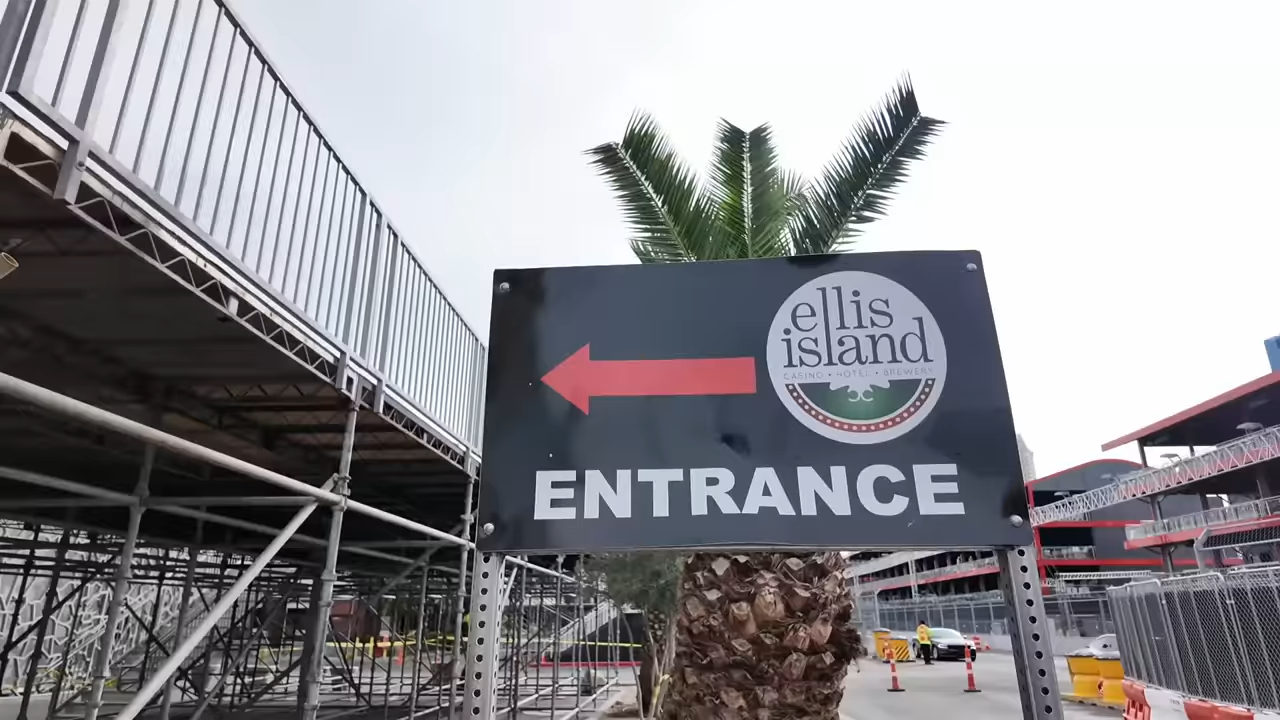 ellis
island
CASINO • HOTEL • BREWERY
ENTRANCE